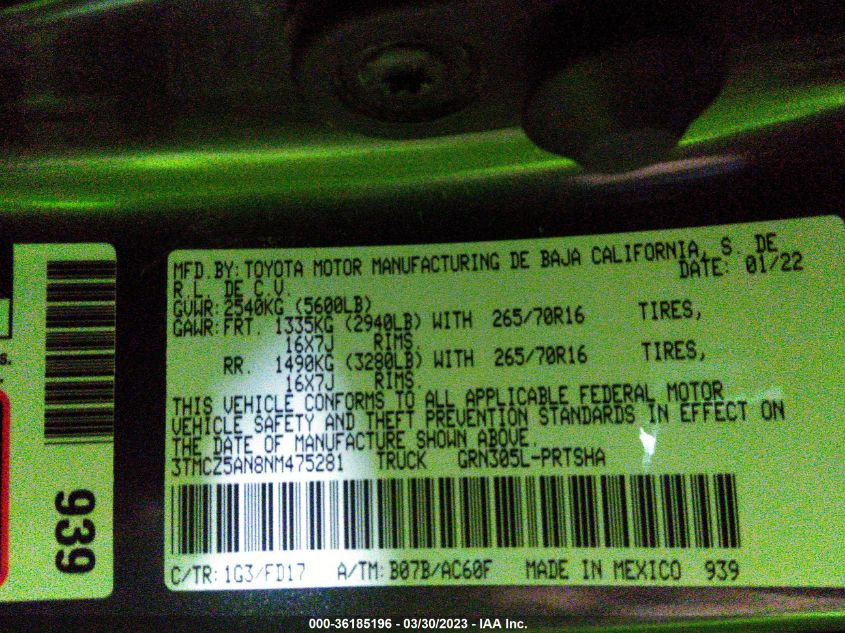 MFD. BY: TOYOTA MOTOR MANUFACTURING DE BAJA CALIFORNIA, S. DE
R.L. DE C.V. DATE: 01/22
GVWR: 2540KG (5600LB)
GAWR: FRT. 1335KG (2940LB) WITH 265/70R16 TIRES,
16X7J RIMS.
RR. 1490KG (3280LB) WITH 265/70R16 TIRES,
16X7J RIMS.
THIS VEHICLE CONFORMS TO ALL APPLICABLE FEDERAL MOTOR
VEHICLE SAFETY AND THEFT PREVENTION STANDARDS IN EFFECT ON
THE DATE OF MANUFACTURE SHOWN ABOVE.
3TMCZ5AN8NM475281 TRUCK GRN305L-PRTSHA
C/TR: 1G3/FD17 A/TM: B07B/AC60F MADE IN MEXICO 939
939
000-36185196 - 03/30/2023 - IAA Inc.